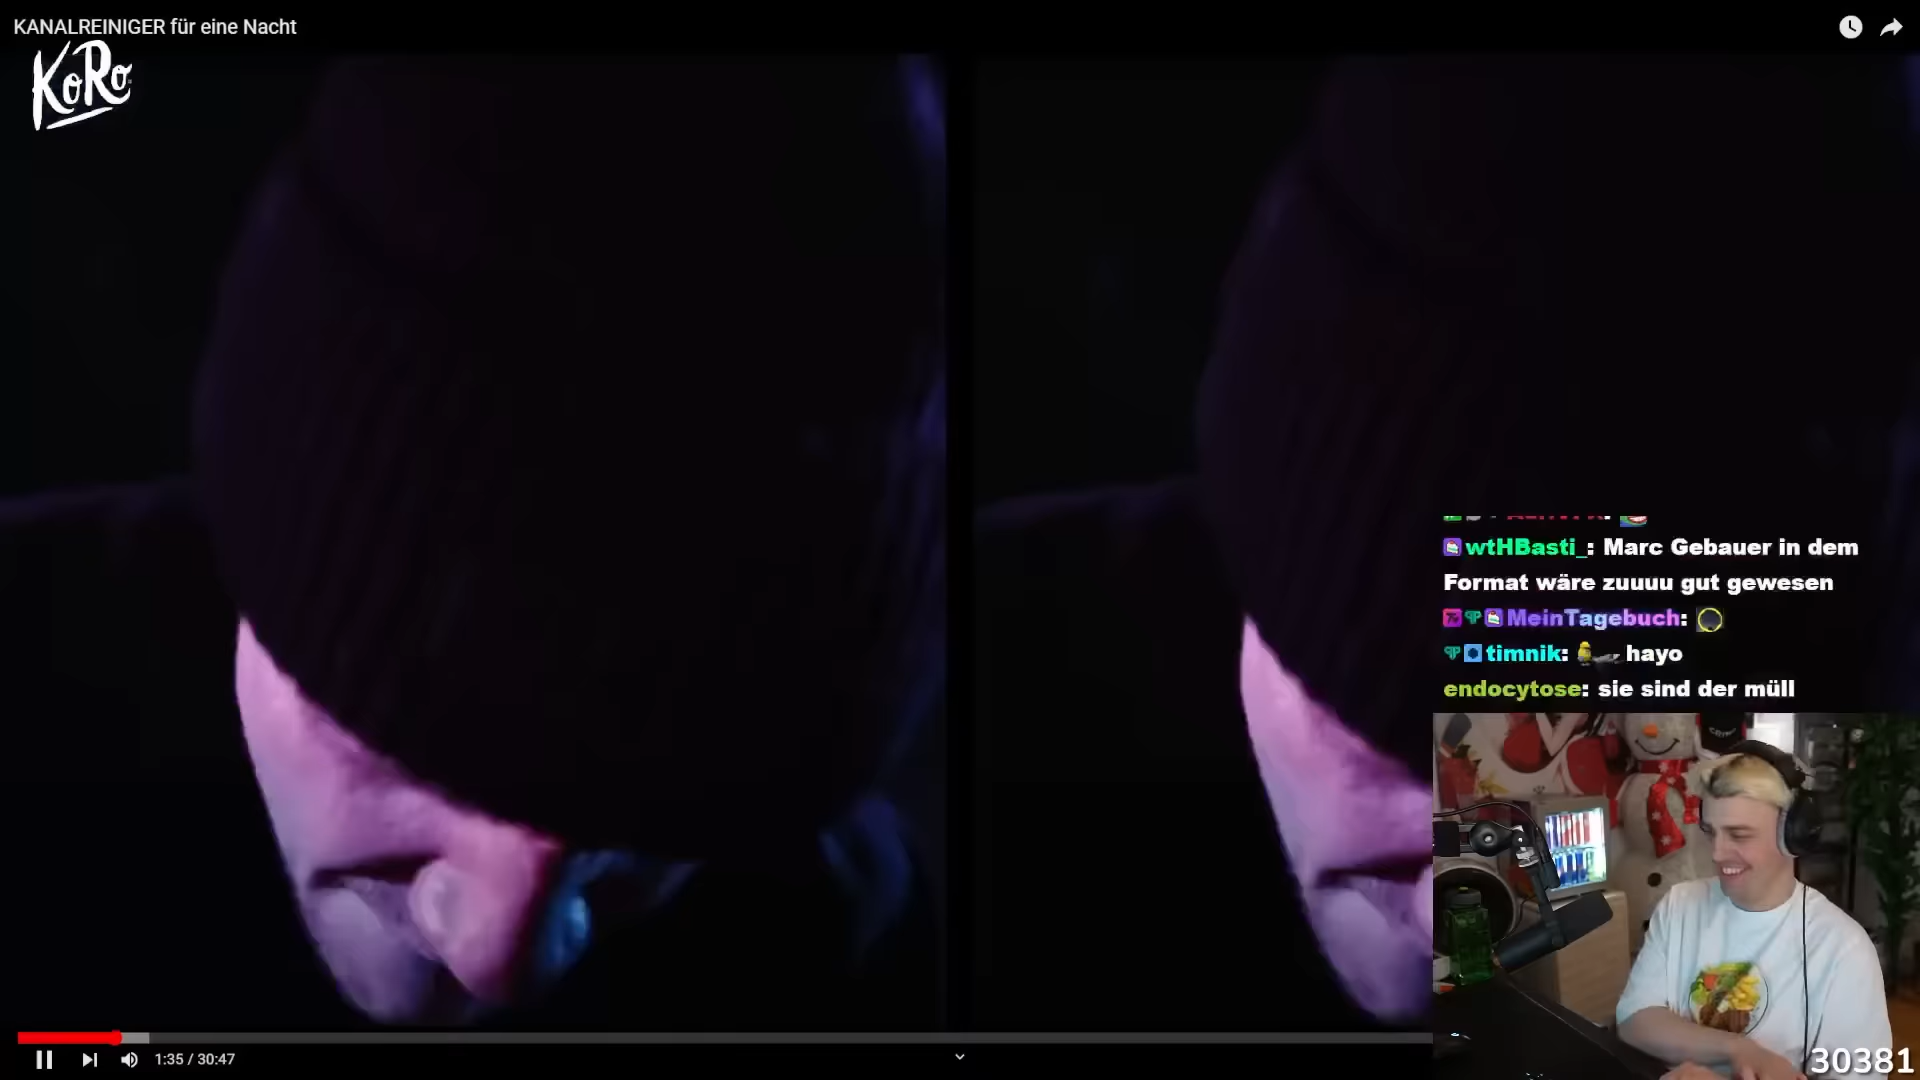 KANALREINIGER für eine Nacht
KoRo
wtHBasti_: Marc Gebauer in dem
Format wäre zuuuu gut gewesen
MeinTagebuch:
timnik: hayo
endocytose: sie sind der müll
1:35 / 30:47
30381